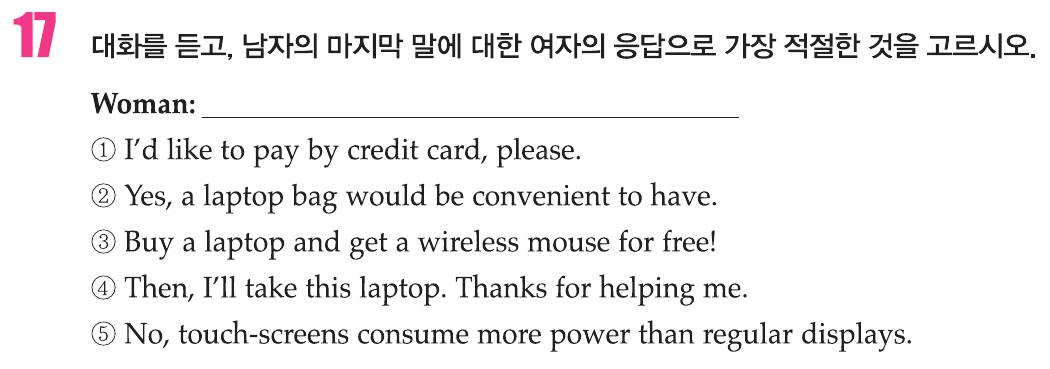 17
대화를 듣고, 남자의 마지막 말에 대한 여자의 응답으로 가장 적절한 것을 고르시오.
Woman:
① I'd like to pay by credit card, please.
② Yes, a laptop bag would be convenient to have.
③ Buy a laptop and get a wireless mouse for free!
④ Then, I'll take this laptop. Thanks for helping me.
⑤ No, touch-screens consume more power than regular displays.